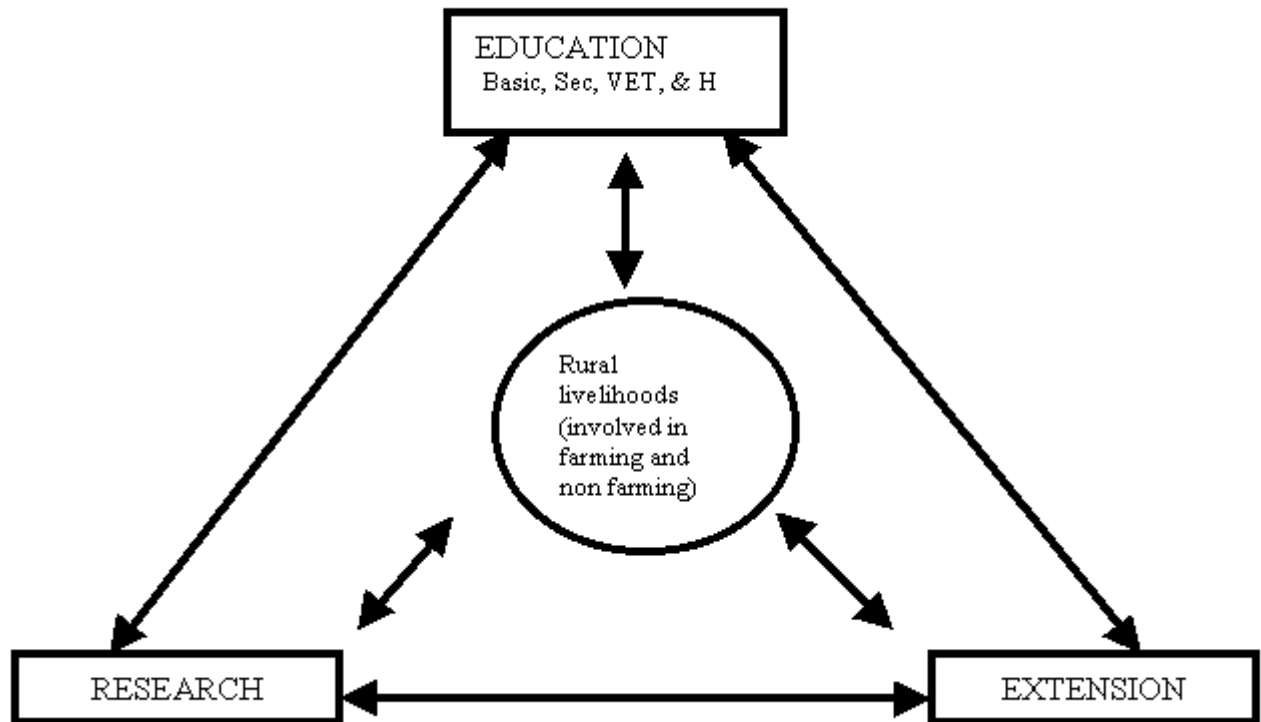 EDUCATION
Basic, Sec, VET, & H
Rural
livelihoods
(involved in
farming and
non farming)
RESEARCH
EXTENSION